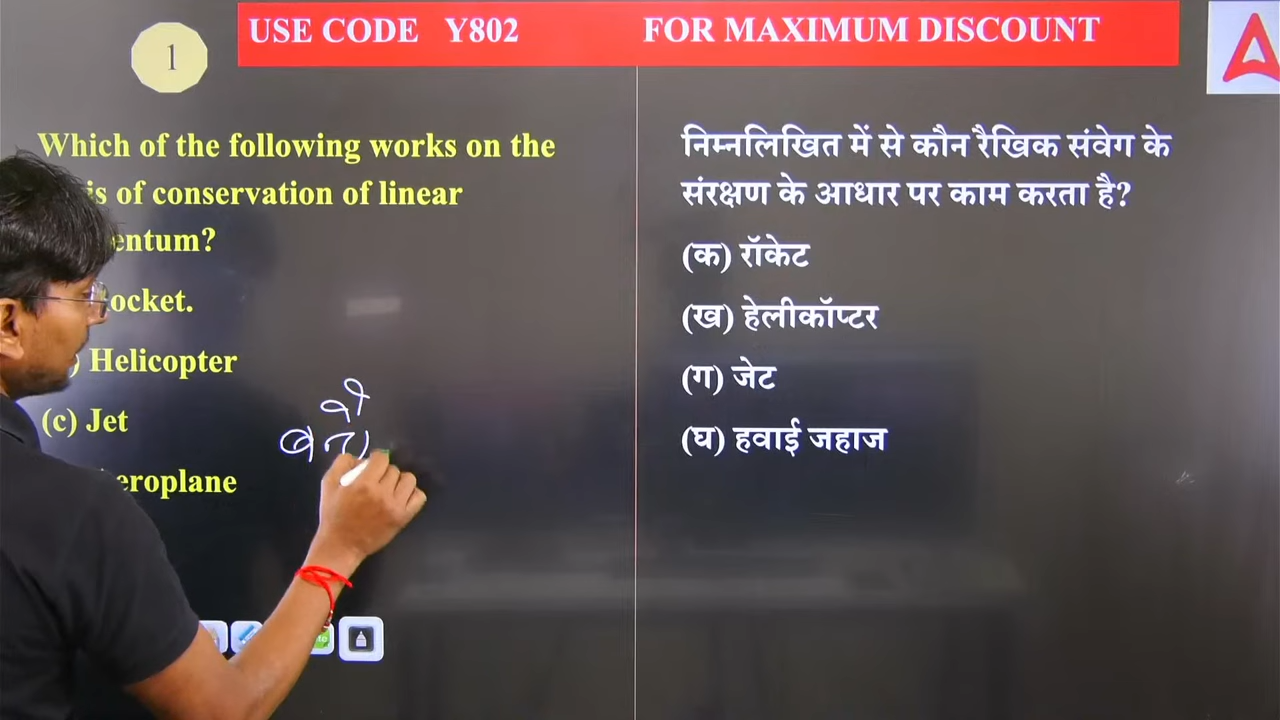 USE CODE Y802 FOR MAXIMUM DISCOUNT
1
Which of the following works on the
is of conservation of linear
entum?
ocket.
Helicopter
(c) Jet
eroplane
निम्नलिखित में से कौन रैखिक संवेग के
संरक्षण के आधार पर काम करता है?
(क) रॉकेट
(ख) हेलीकॉप्टर
(ग) जेट
(घ) हवाई जहाज